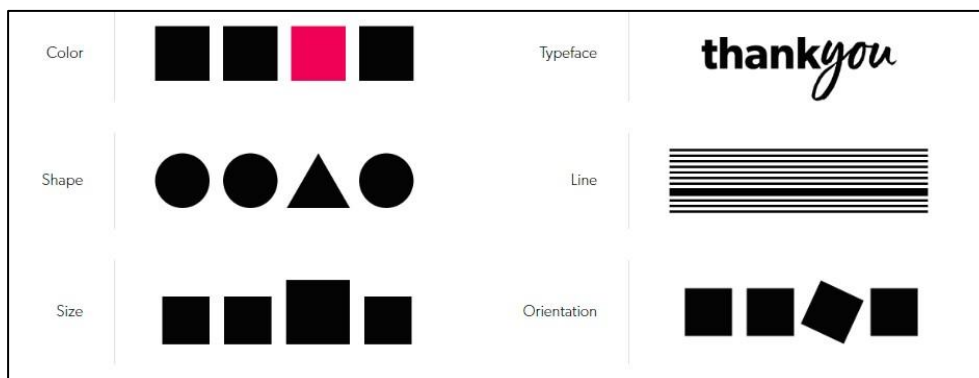 Color
Typeface
thankyou
Shape
Line
Size
Orientation